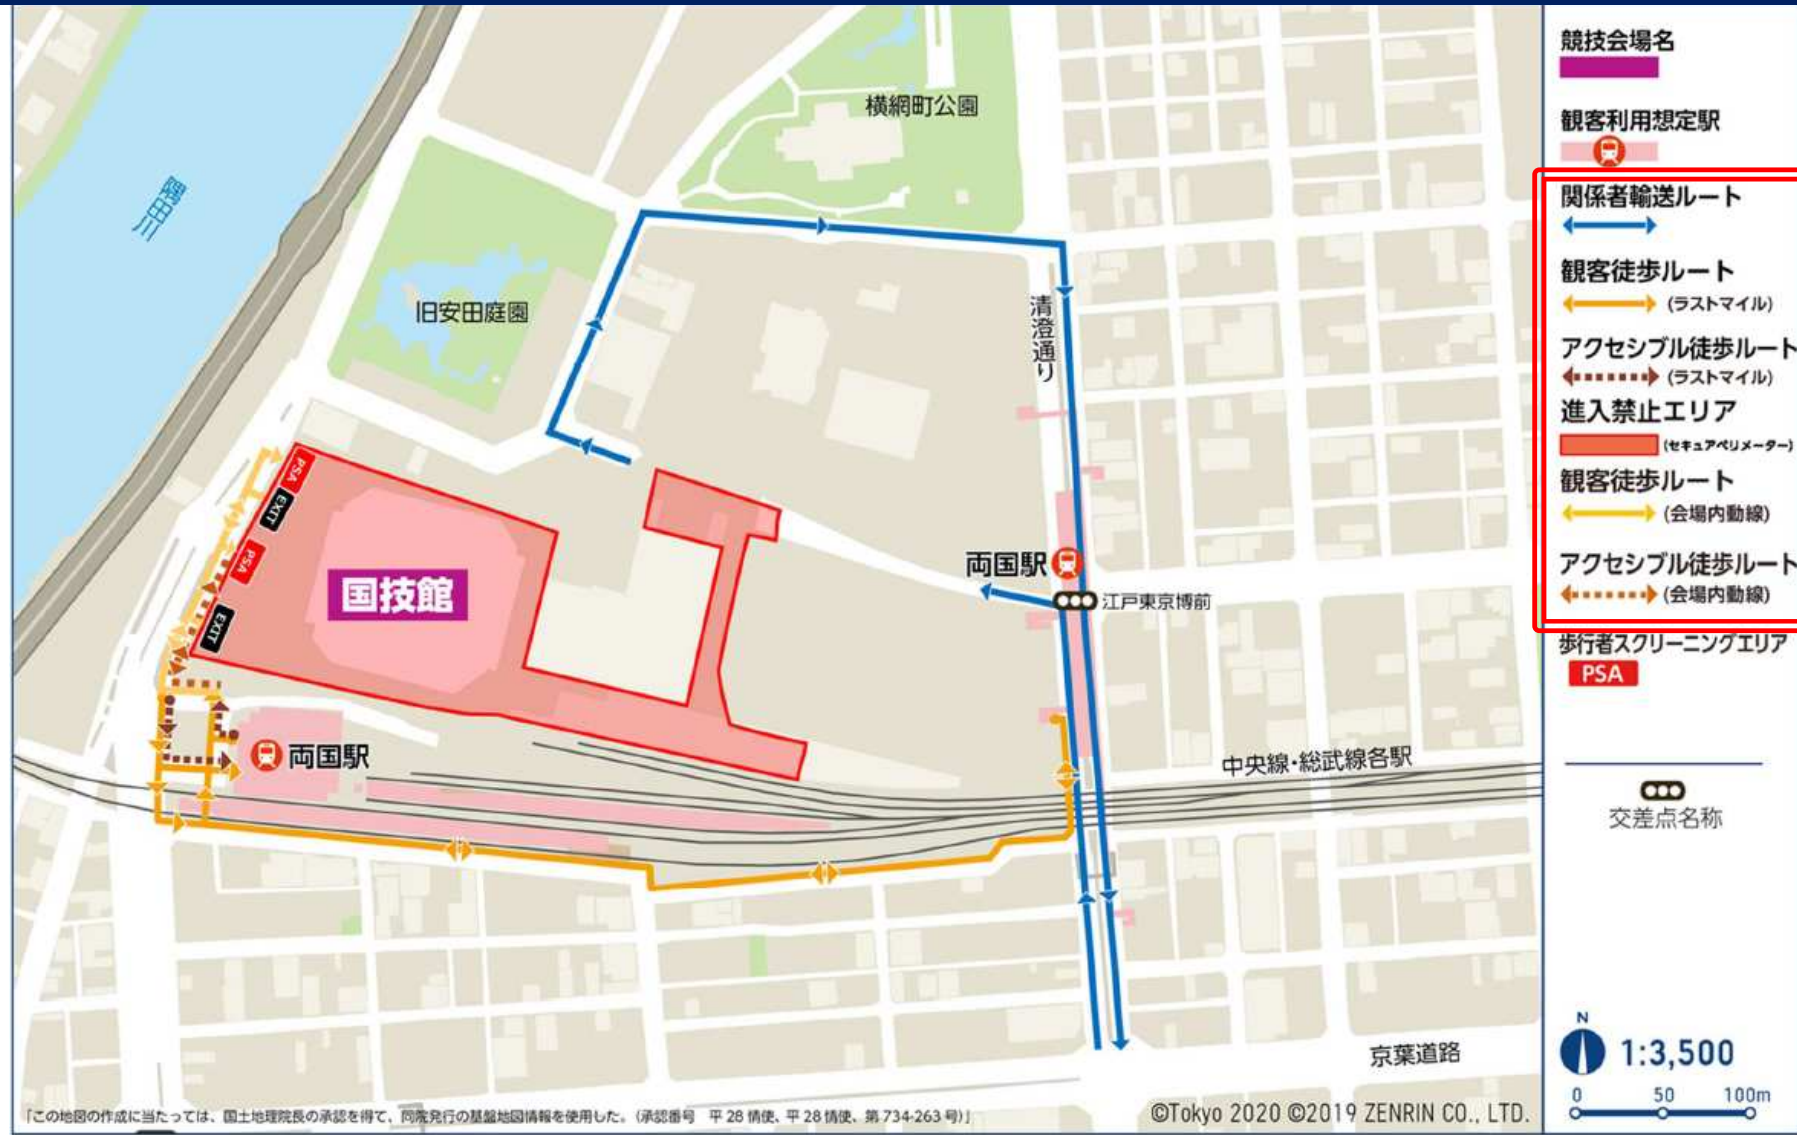 横網町公園
隅田川
旧安田庭園
清澄通り
PSA
EXIT
PSA
EXIT
国技館
両国駅
江戸東京博前
両国駅
中央線・総武線各駅
京葉道路
「この地図の作成に当たっては、国土地理院長の承認を得て、同院発行の基盤地図情報を使用した。（承認番号　平 28 情使、平 28 情使、第 734-263 号）」
©Tokyo 2020 ©2019 ZENRIN CO., LTD.
競技会場名
観客利用想定駅
関係者輸送ルート
観客徒歩ルート
(ラストマイル)
アクセシブル徒歩ルート
(ラストマイル)
進入禁止エリア
(セキュアペリメーター)
観客徒歩ルート
(会場内動線)
アクセシブル徒歩ルート
(会場内動線)
歩行者スクリーニングエリア
PSA
交差点名称
N
1:3,500
0 50 100m